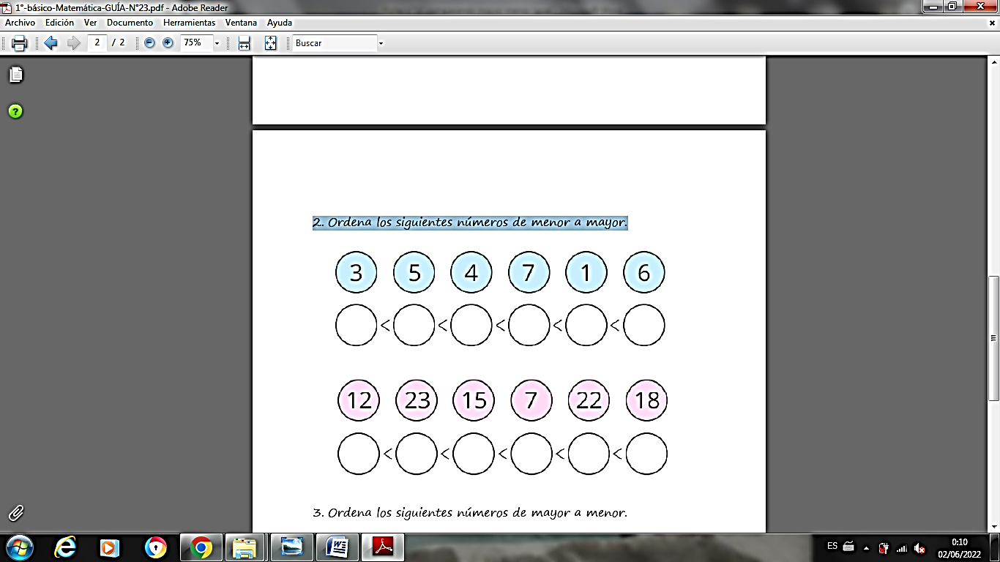 1°-básico-Matemática-GUÍA-N°23.pdf - Adobe Reader
Archivo Edición Ver Documento Herramientas Ventana Ayuda
2 / 2 75% Buscar
2. Ordena los siguientes números de menor a mayor.
3 5 4 7 1 6
< < < < <
12 23 15 7 22 18
< < < < <
3. Ordena los siguientes números de mayor a menor.
ES 0:10
02/06/2022